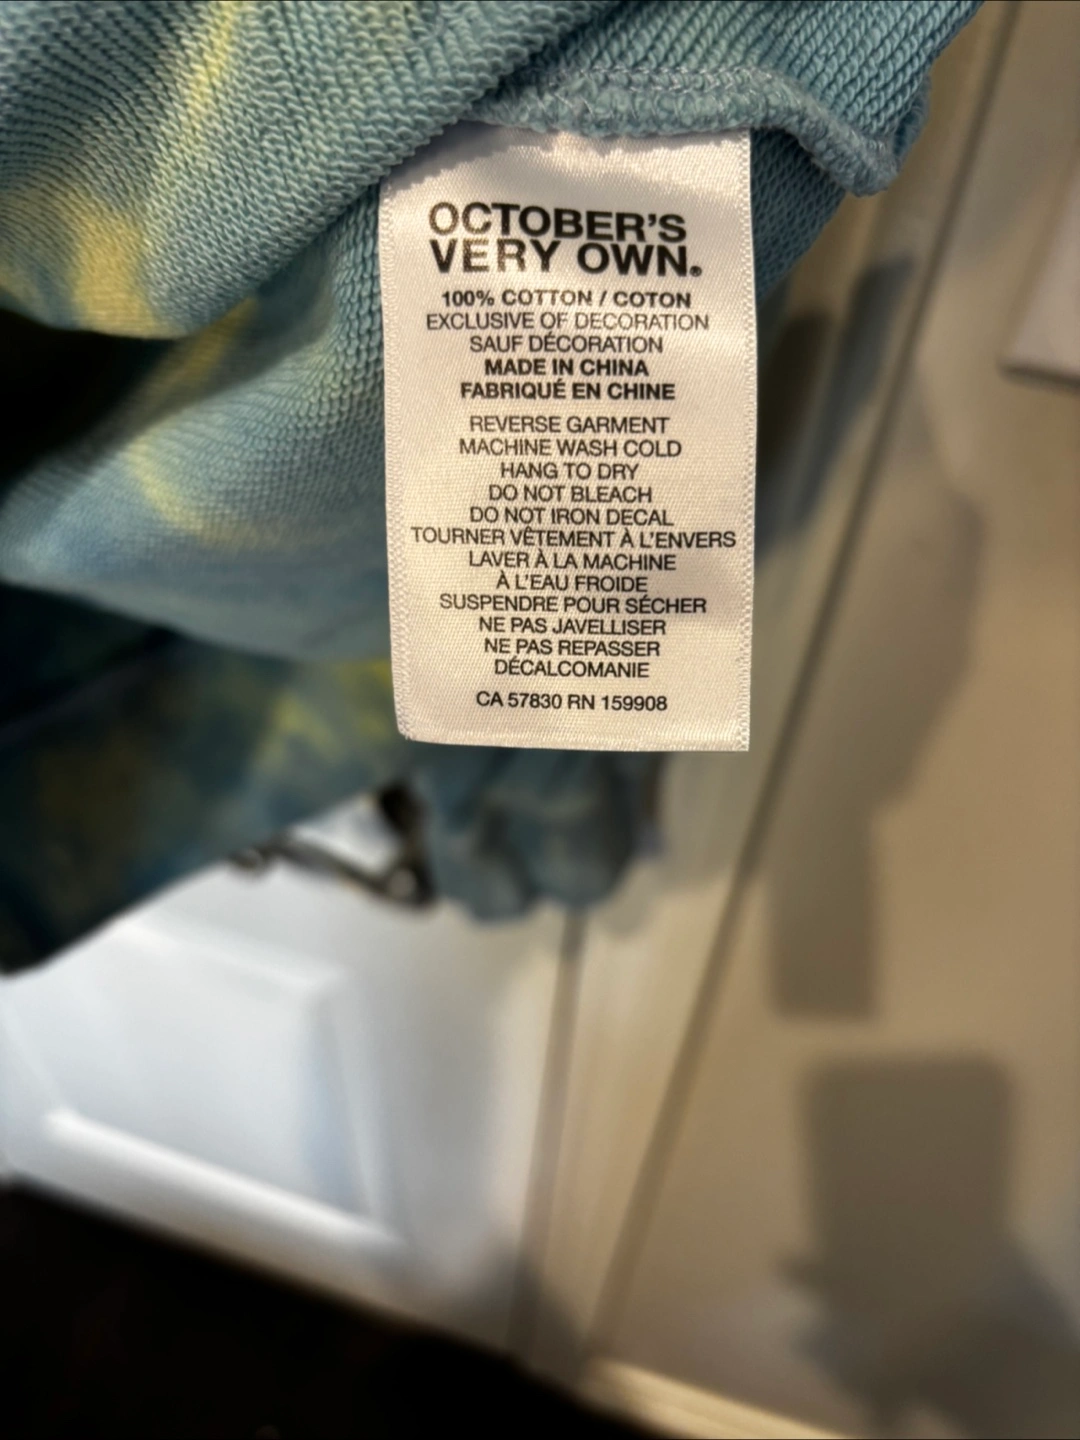 OCTOBER'S
VERY OWN®
100% COTTON / COTON
EXCLUSIVE OF DECORATION
SAUF DÉCORATION
MADE IN CHINA
FABRIQUÉ EN CHINE
REVERSE GARMENT
MACHINE WASH COLD
HANG TO DRY
DO NOT BLEACH
DO NOT IRON DECAL
TOURNER VÊTEMENT À L'ENVERS
LAVER À LA MACHINE
À L'EAU FROIDE
SUSPENDRE POUR SÉCHER
NE PAS JAVELLISER
NE PAS REPASSER
DÉCALCOMANIE
CA 57830 RN 159908